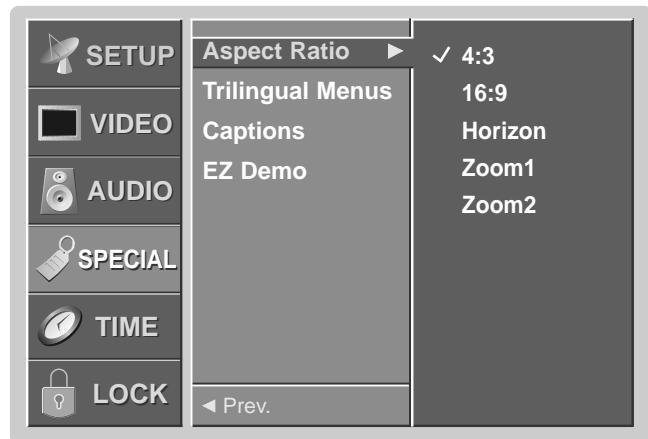 SETUP
VIDEO
AUDIO
SPECIAL
TIME
LOCK
Aspect Ratio ►
Trilingual Menus
Captions
EZ Demo
◄ Prev.
✓ 4:3
16:9
Horizon
Zoom1
Zoom2